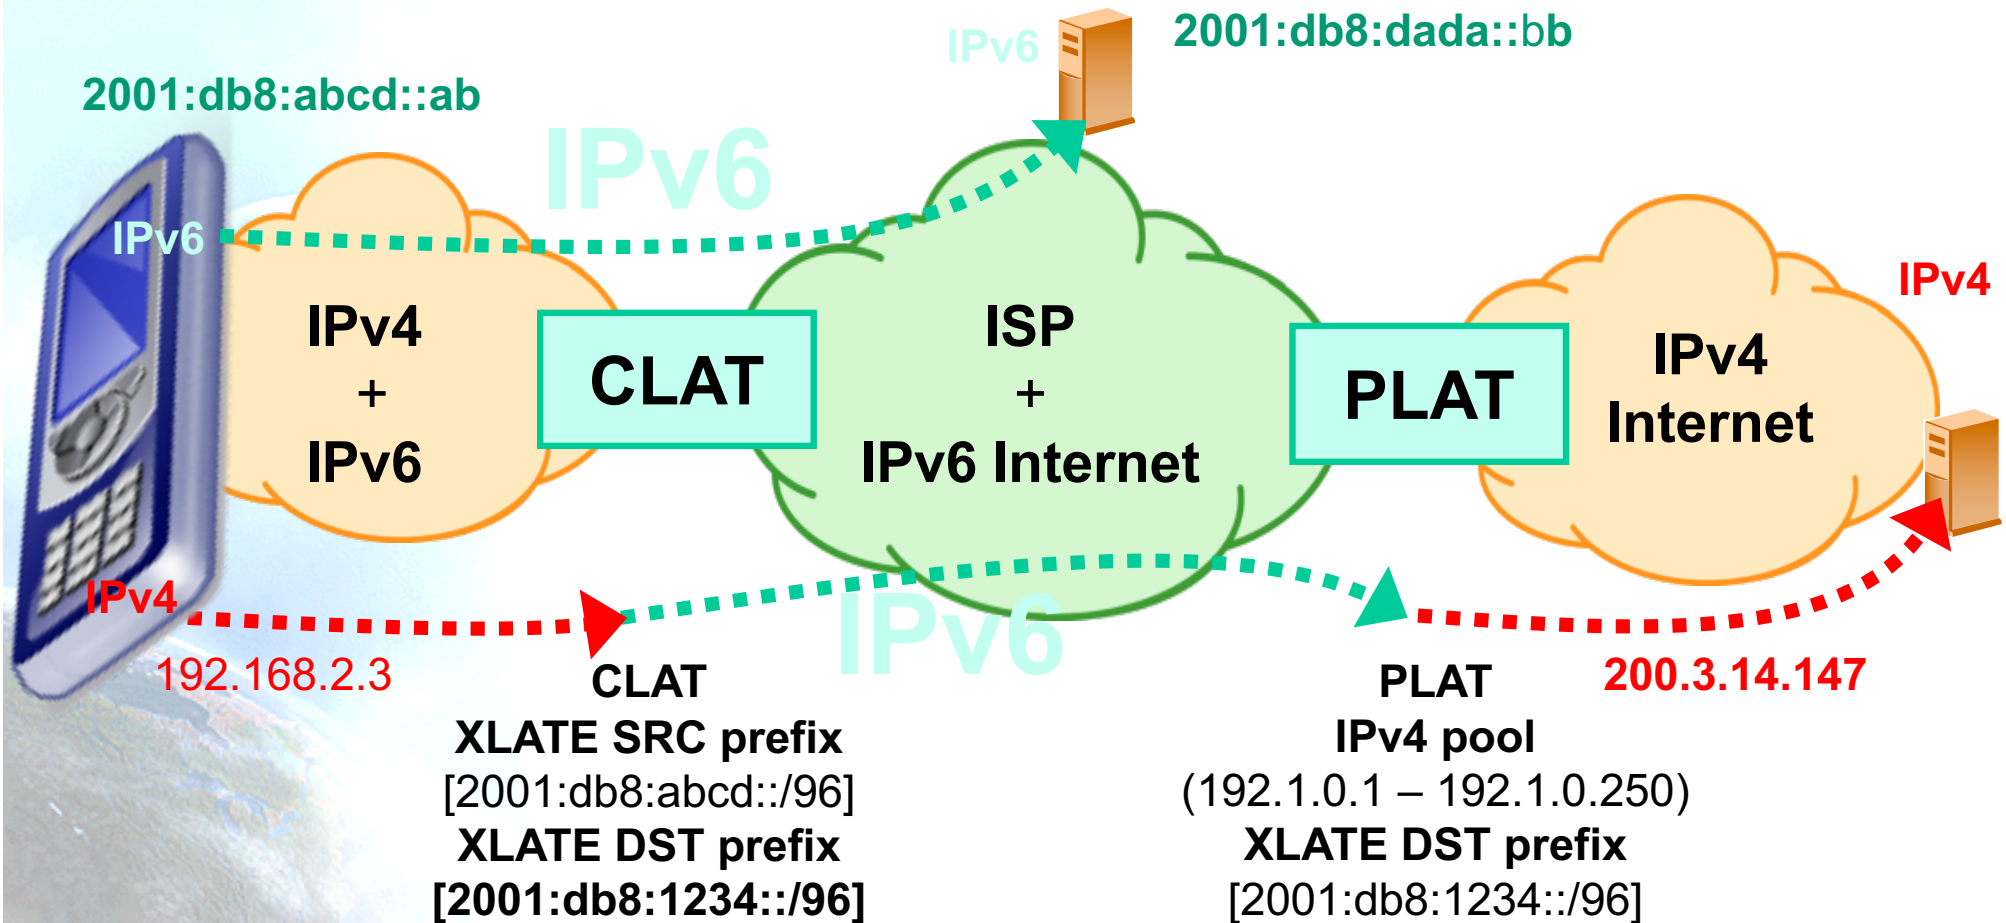 IPv6
2001:db8:dada::bb
2001:db8:abcd::ab
IPv6
IPv6
IPv4
+
IPv6
CLAT
ISP
+
IPv6 Internet
PLAT
IPv4
Internet
IPv4
IPv4
192.168.2.3
IPv6
200.3.14.147
CLAT
XLATE SRC prefix
[2001:db8:abcd::/96]
XLATE DST prefix
[2001:db8:1234::/96]
PLAT
IPv4 pool
(192.1.0.1 – 192.1.0.250)
XLATE DST prefix
[2001:db8:1234::/96]